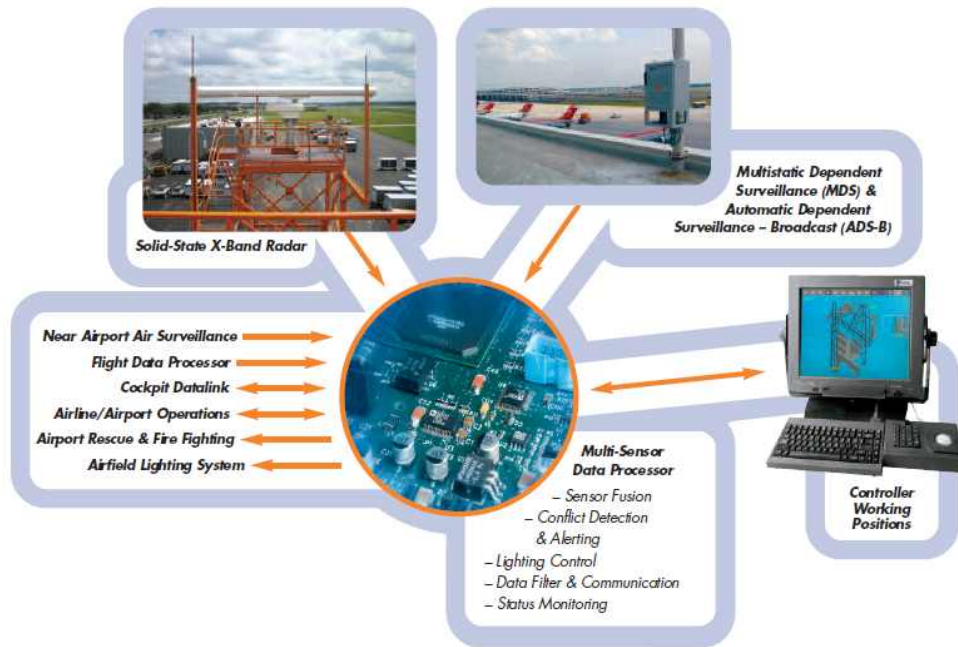 Solid-State X-Band Radar
Multistatic Dependent
Surveillance (MDS) &
Automatic Dependent
Surveillance – Broadcast (ADS-B)
Near Airport Air Surveillance
Flight Data Processor
Cockpit Datalink
Airline/Airport Operations
Airport Rescue & Fire Fighting
Airfield Lighting System
Multi-Sensor
Data Processor
– Sensor Fusion
– Conflict Detection
& Alerting
– Lighting Control
– Data Filter & Communication
– Status Monitoring
Controller
Working
Positions